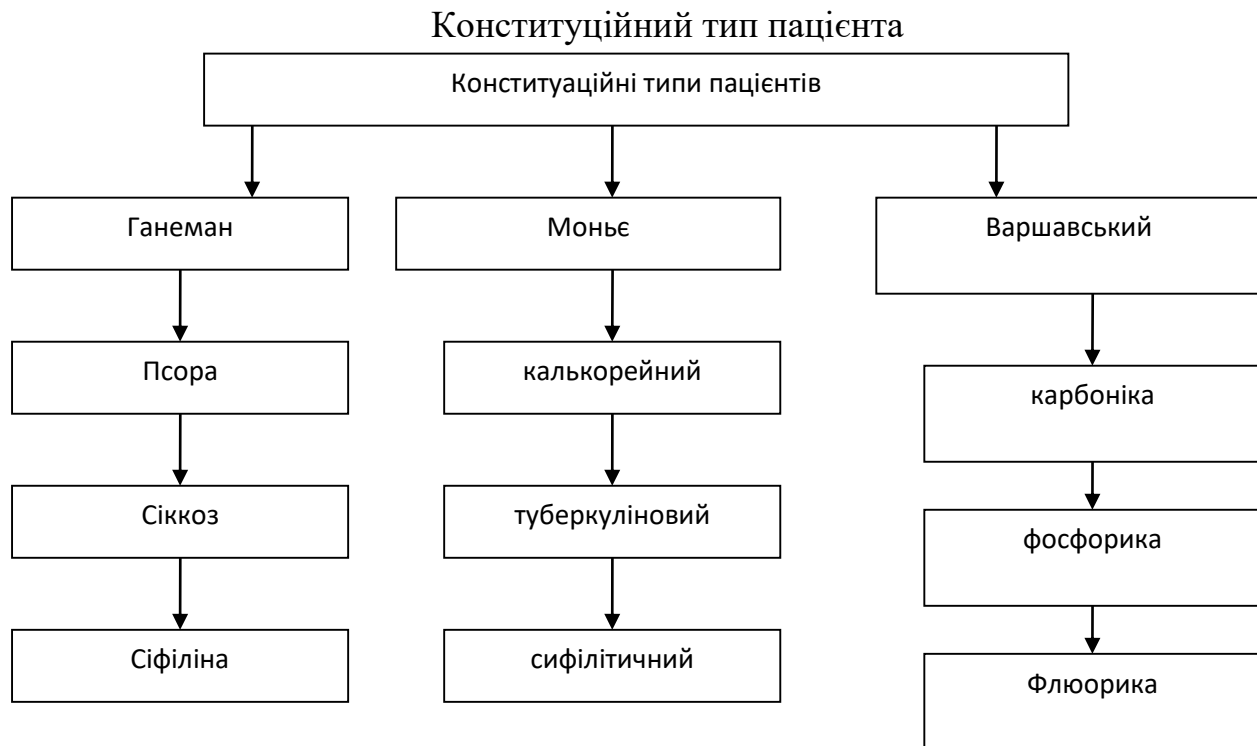 Конституційний тип пацієнта
Конституаційні типи пацієнтів
Ганеман
Моньє
Варшавський
Псора
калькорейний
карбоніка
Сіккоз
туберкуліновий
фосфорика
Сіфіліна
сифілітичний
Флюорика